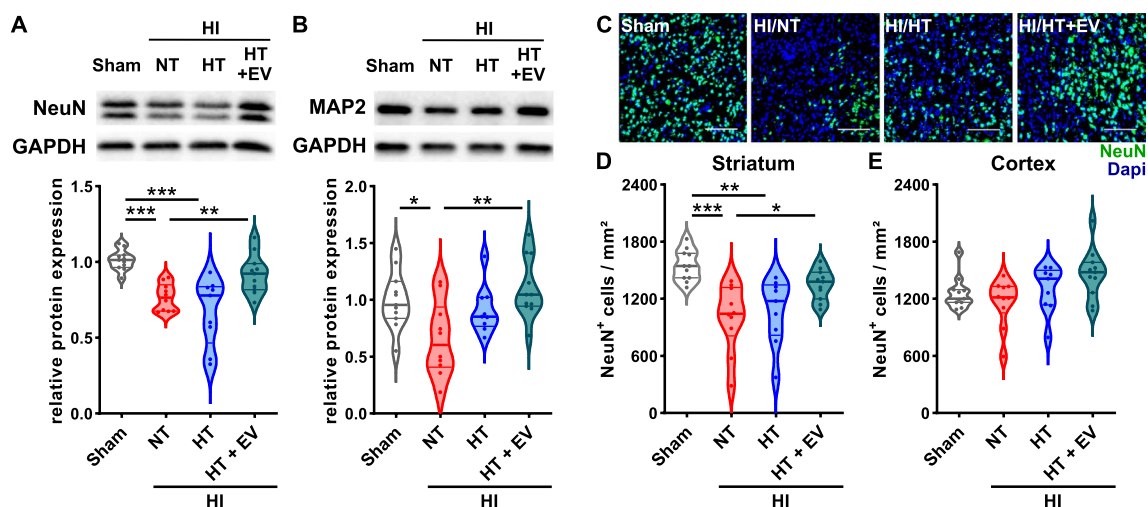 A
HI
Sham NT HT HT
+EV
NeuN
GAPDH
relative protein expression
1.5
1.0
0.5
0.0
***
***
**
Sham
NT
HT
HT + EV
HI
B
HI
Sham NT HT HT
+EV
MAP2
GAPDH
relative protein expression
2.0
1.5
1.0
0.5
0.0
*
**
Sham
NT
HT
HT + EV
HI
C
Sham HI/NT HI/HT HI/HT+EV
NeuN
Dapi
D
Striatum
NeuN⁺ cells / mm²
2400
1800
1200
600
0
**
***
*
Sham
NT
HT
HT + EV
HI
E
Cortex
NeuN⁺ cells / mm²
2400
1800
1200
600
0
Sham
NT
HT
HT + EV
HI